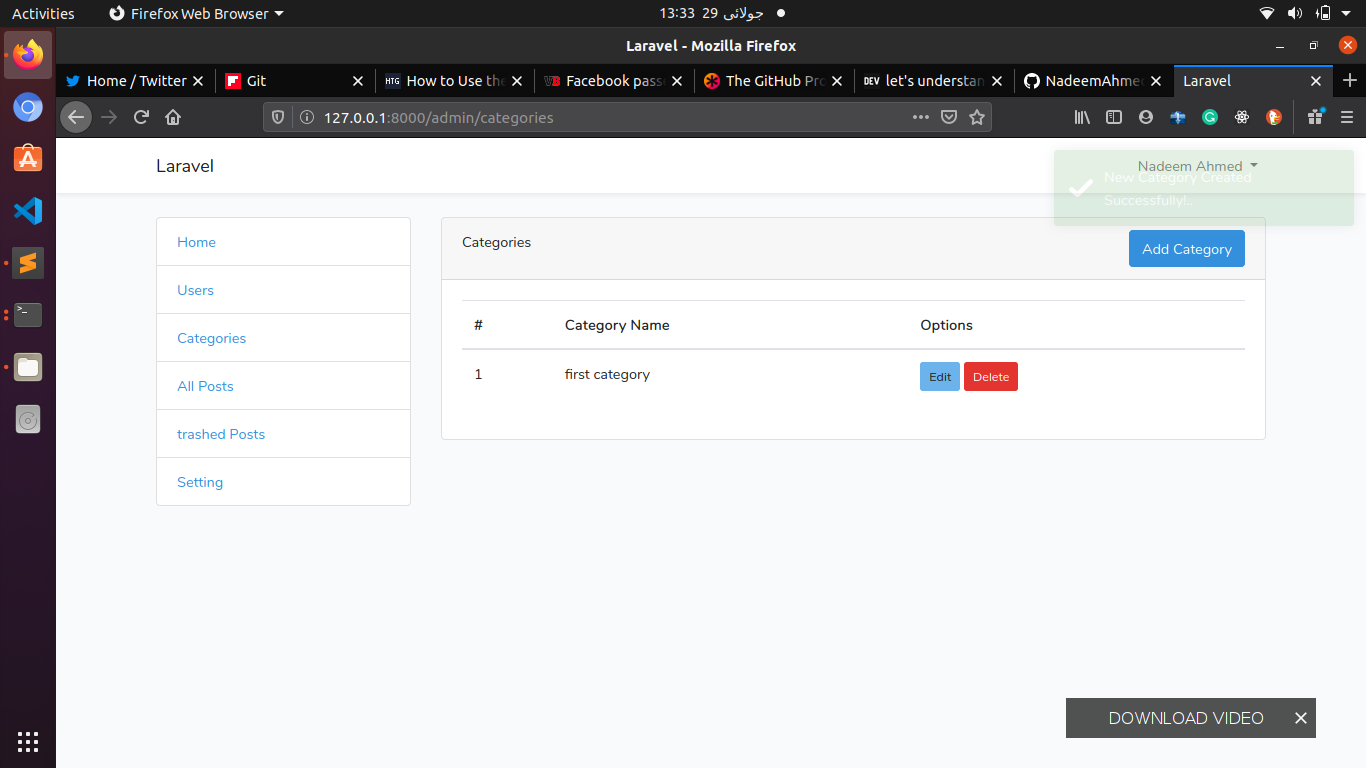 Activities
Firefox Web Browser
13:33 29 جولائی
Laravel - Mozilla Firefox
Home / Twitter
Git
HTG How to Use the
VB Facebook pass
The GitHub Pro
DEV let's understan
NadeemAhmed
Laravel
127.0.0.1:8000/admin/categories
Laravel
Nadeem Ahmed
New Category Created
Successfully!..
Home
Users
Categories
All Posts
trashed Posts
Setting
Categories
Add Category
# Category Name Options
1 first category Edit Delete
DOWNLOAD VIDEO